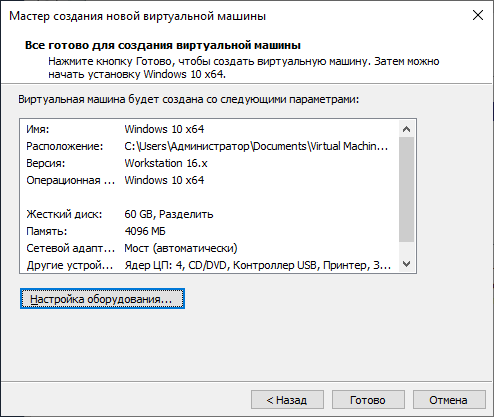 Мастер создания новой виртуальной машины
Все готово для создания виртуальной машины
Нажмите кнопку Готово, чтобы создать виртуальную машину. Затем можно
начать установку Windows 10 x64.
Виртуальная машина будет создана со следующими параметрами:
Имя: Windows 10 x64
Расположение: C:\Users\Администратор\Documents\Virtual Machin...
Версия: Workstation 16.x
Операционная ... Windows 10 x64
Жесткий диск: 60 GB, Разделить
Память: 4096 МБ
Сетевой адапт... Мост (автоматически)
Другие устрой... Ядер ЦП: 4, CD/DVD, Контроллер USB, Принтер, З...
Настройка оборудования...
< Назад Готово Отмена